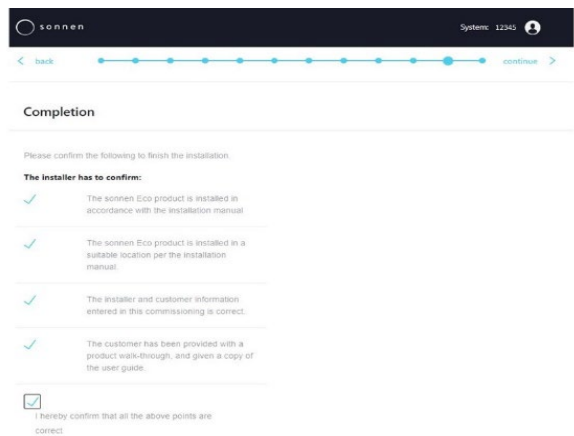 sonnen
System: 12345
back
continue
Completion
Please confirm the following to finish the installation.
The installer has to confirm:
The sonnen Eco product is installed in
accordance with the installation manual
The sonnen Eco product is installed in a
suitable location per the installation
manual.
The installer and customer information
entered in this commissioning is correct.
The customer has been provided with a
product walk-through, and given a copy of
the user guide.
I hereby confirm that all the above points are
correct